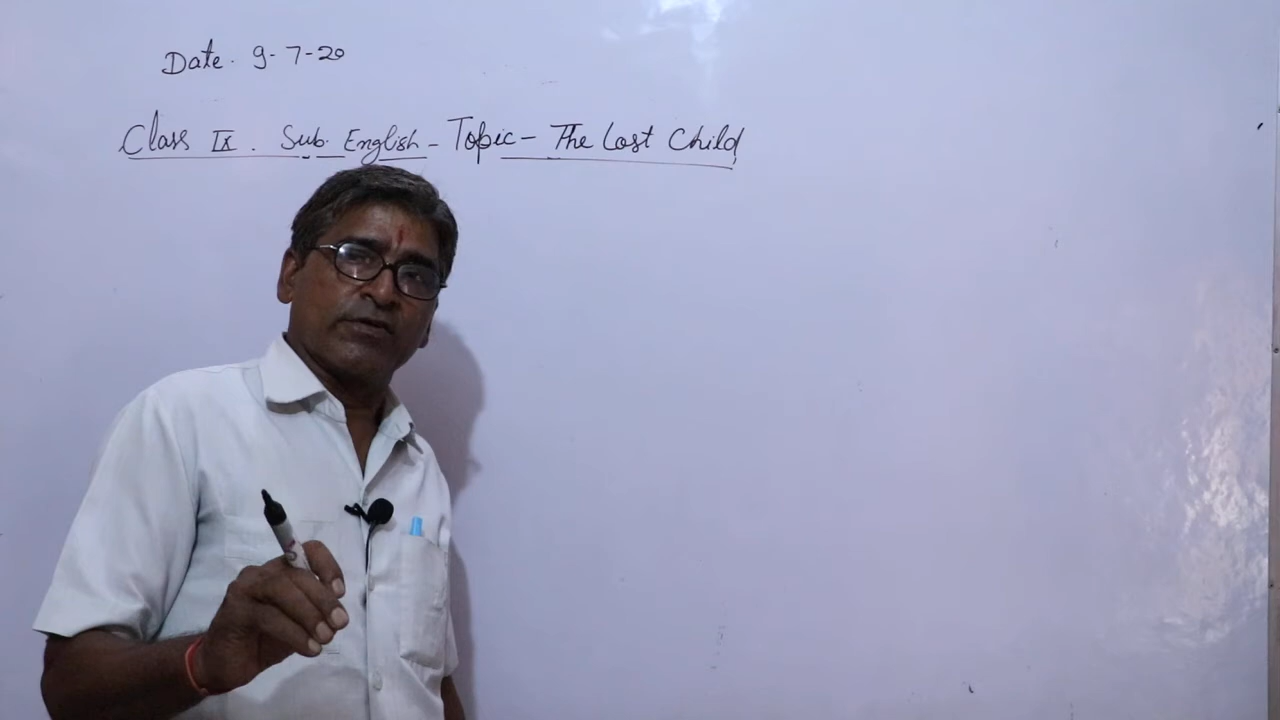 Date. 9-7-20
Class IX. Sub. English - Topic - The Lost Child